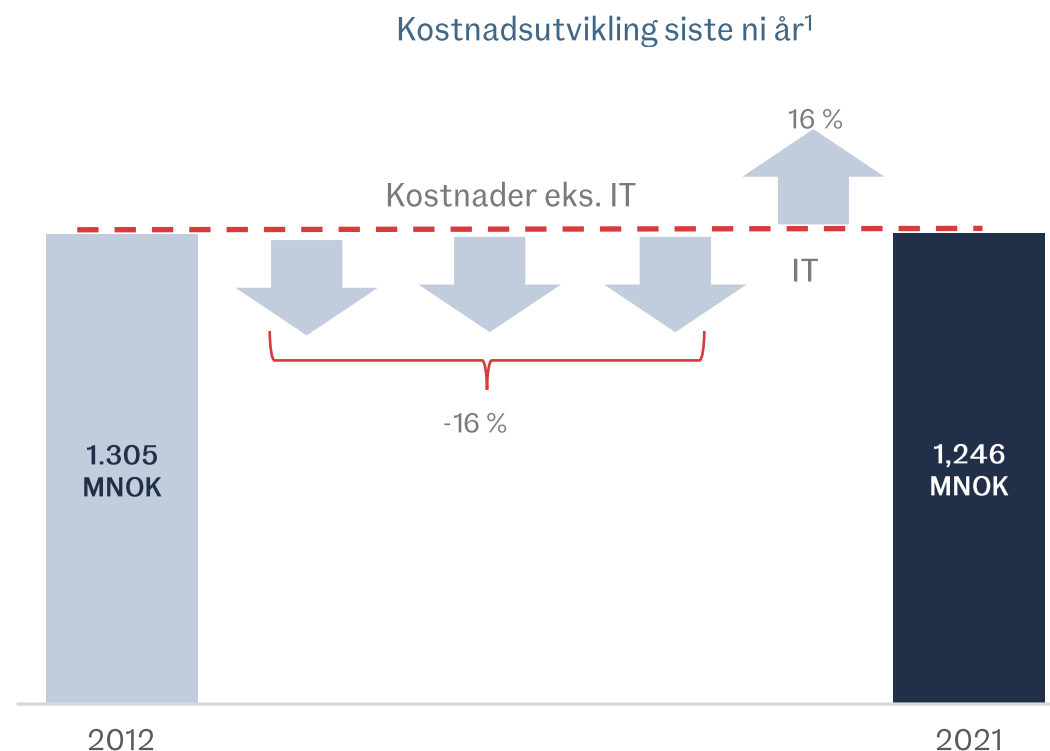 Kostnadsutvikling siste ni år¹
16 %
Kostnader eks. IT
IT
-16 %
1.305
MNOK
1,246
MNOK
2012
2021